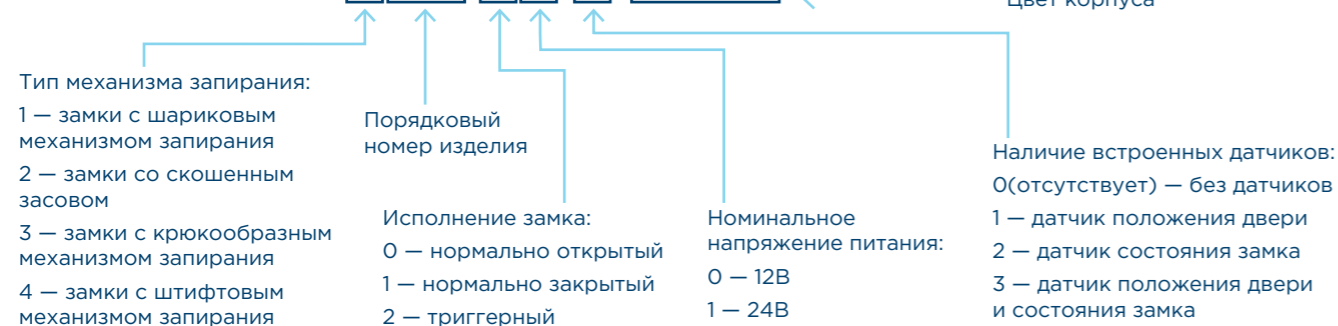 Цвет корпуса
Тип механизма запирания:
1 — замки с шариковым
механизмом запирания
2 — замки со скошенным
засовом
3 — замки с крюкообразным
механизмом запирания
4 — замки с штифтовым
механизмом запирания
Порядковый
номер изделия
Исполнение замка:
0 — нормально открытый
1 — нормально закрытый
2 — триггерный
Номинальное
напряжение питания:
0 — 12В
1 — 24В
Наличие встроенных датчиков:
0(отсутствует) — без датчиков
1 — датчик положения двери
2 — датчик состояния замка
3 — датчик положения двери
и состояния замка